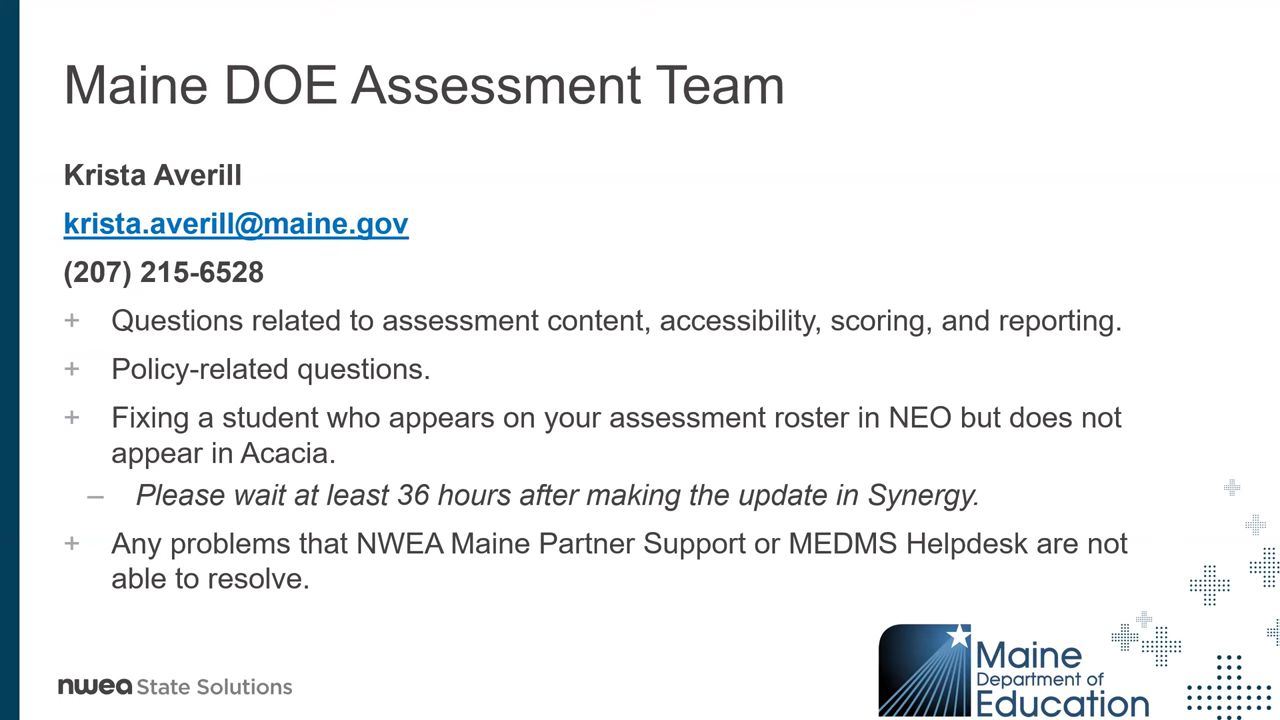 Maine DOE Assessment Team
Krista Averill
krista.averill@maine.gov
(207) 215-6528
+ Questions related to assessment content, accessibility, scoring, and reporting.
+ Policy-related questions.
+ Fixing a student who appears on your assessment roster in NEO but does not
appear in Acacia.
– Please wait at least 36 hours after making the update in Synergy.
+ Any problems that NWEA Maine Partner Support or MEDMS Helpdesk are not
able to resolve.
nwea State Solutions
Maine
Department of
Education